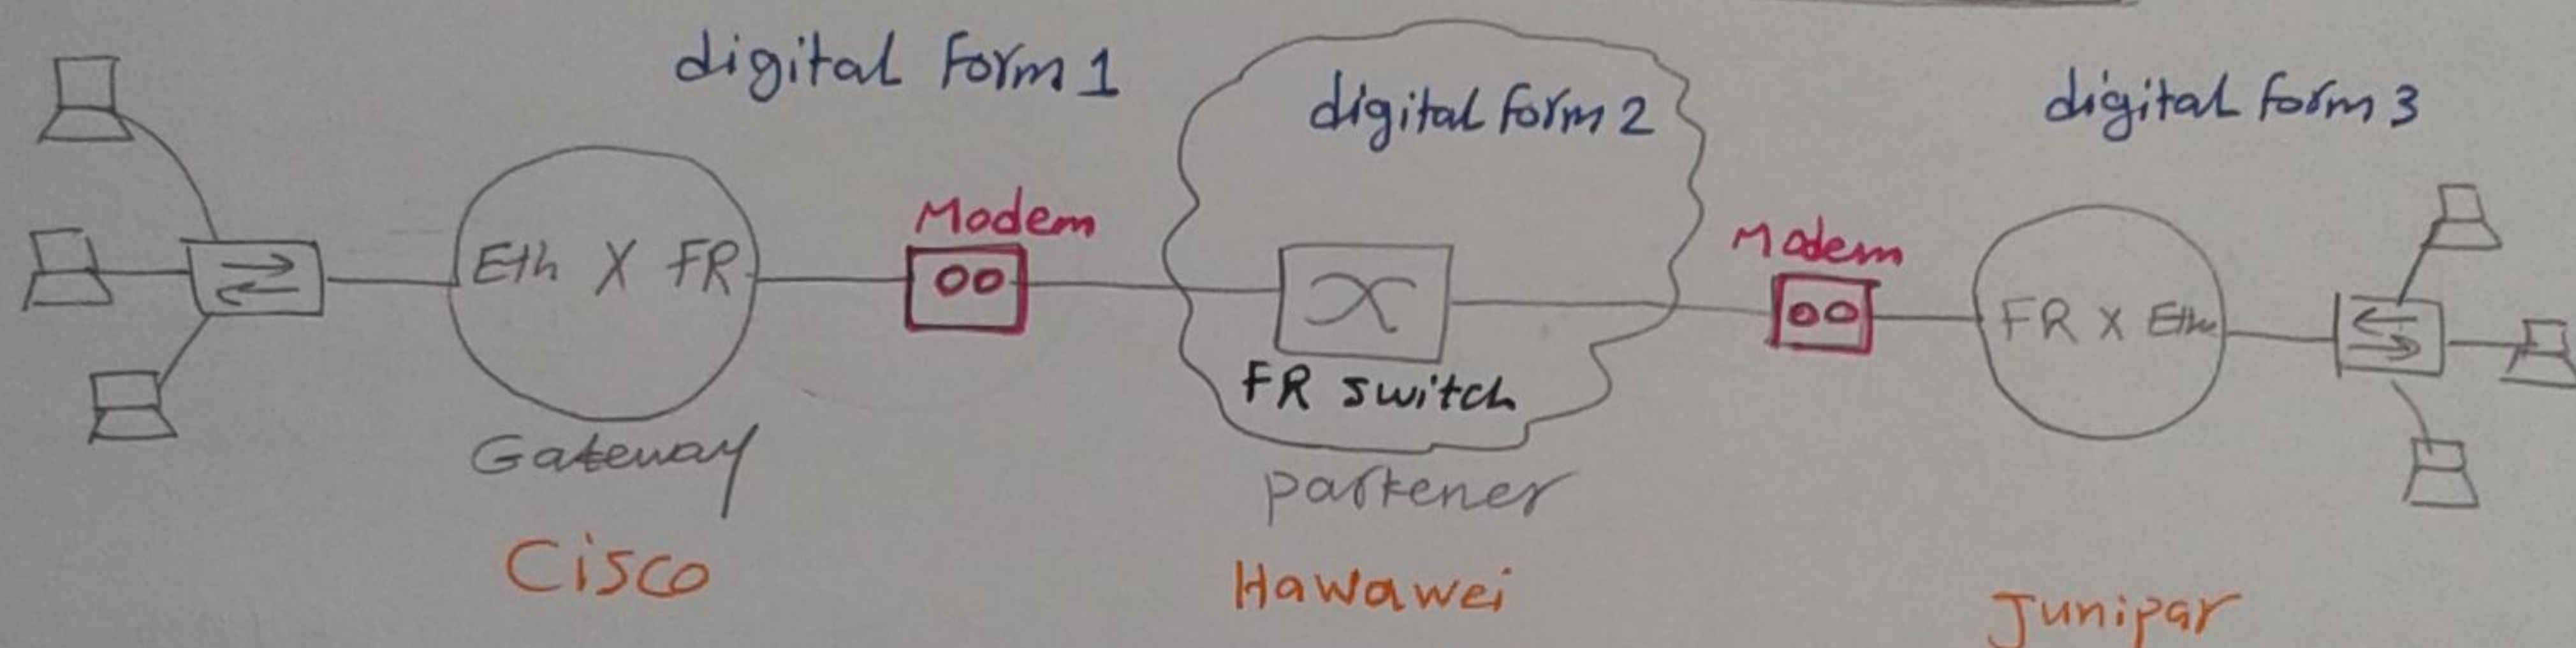 digital Form 1
digital form 2
digital form 3
Modem
Modem
Eth X FR
FR X Eth
FR switch
Gateway
partener
Cisco
Hawawei
Junipar